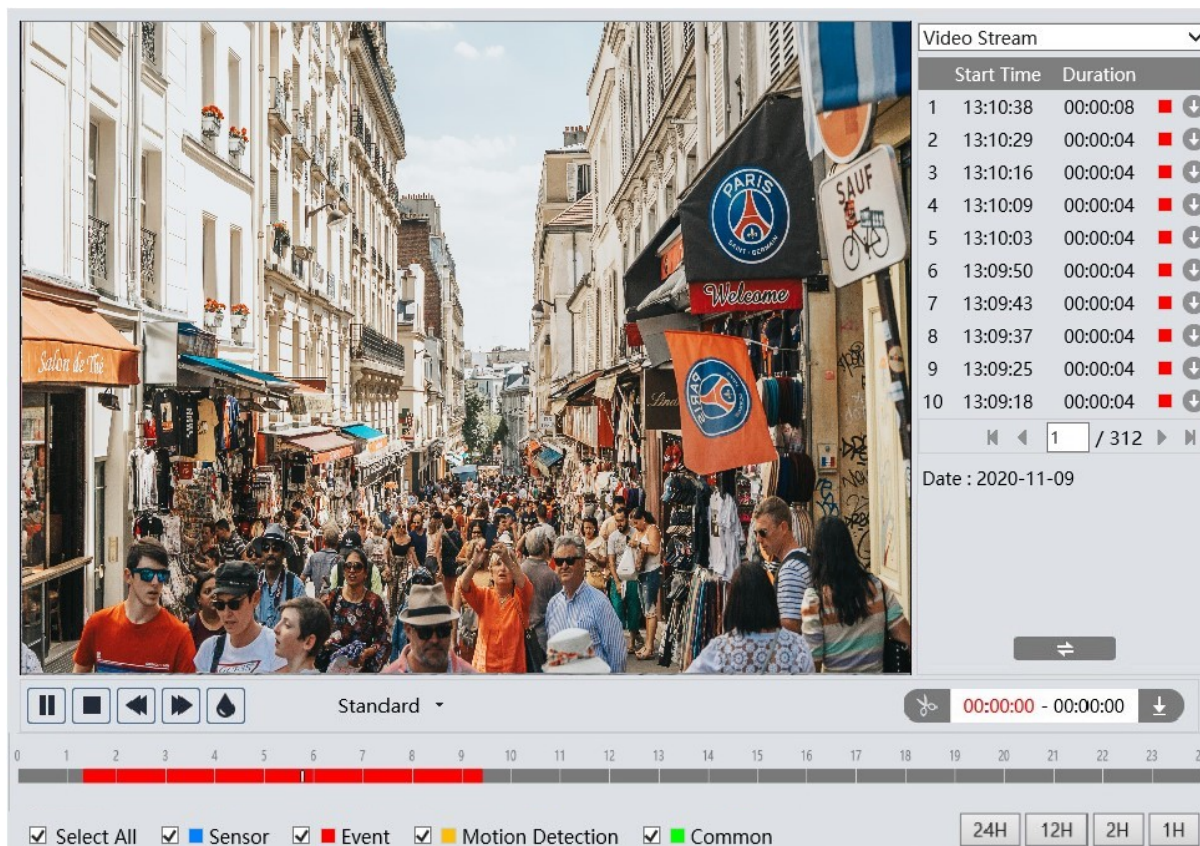 Video Stream
Start Time Duration
1 13:10:38 00:00:08
2 13:10:29 00:00:04
3 13:10:16 00:00:04
4 13:10:09 00:00:04
5 13:10:03 00:00:04
6 13:09:50 00:00:04
7 13:09:43 00:00:04
8 13:09:37 00:00:04
9 13:09:25 00:00:04
10 13:09:18 00:00:04
1 / 312
Date : 2020-11-09
PARIS
SAINT-GERMAIN
Welcome
SAUF
Salon de Thé
PARIS
Standard
00:00:00 - 00:00:00
0 1 2 3 4 5 6 7 8 9 10 11 12 13 14 15 16 17 18 19 20 21 22 23
Select All Sensor Event Motion Detection Common
24H 12H 2H 1H